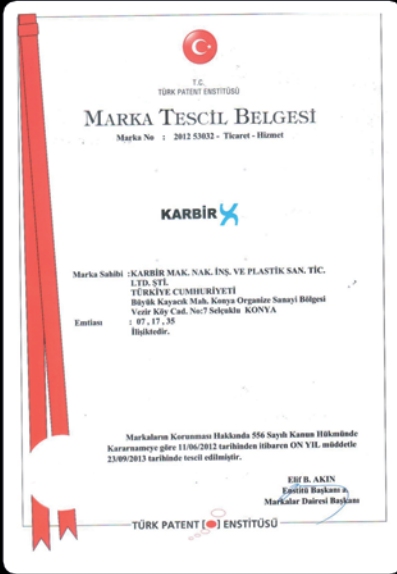 T.C.
TÜRK PATENT ENSTİTÜSÜ
MARKA TESCİL BELGESİ
Marka No : 2012 53032 - Ticaret - Hizmet
KARBİR
Marka Sahibi :KARBİR MAK. NAK. İNŞ. VE PLASTİK SAN. TİC.
LTD. ŞTİ.
TÜRKİYE CUMHURİYETİ
Büyük Kayacık Mah. Konya Organize Sanayi Bölgesi
Vezir Köy Cad. No:7 Selçuklu KONYA
Emtiası : 07 , 17 , 35
İlişiktedir.
Markaların Korunması Hakkında 556 Sayılı Kanun Hükmünde
Kararnameye göre 11/06/2012 tarihinden itibaren ON YIL müddetle
23/09/2013 tarihinde tescil edilmiştir.
Elif B. AKIN
Enstitü Başkanı a.
Markalar Dairesi Başkanı
TÜRK PATENT ENSTİTÜSÜ